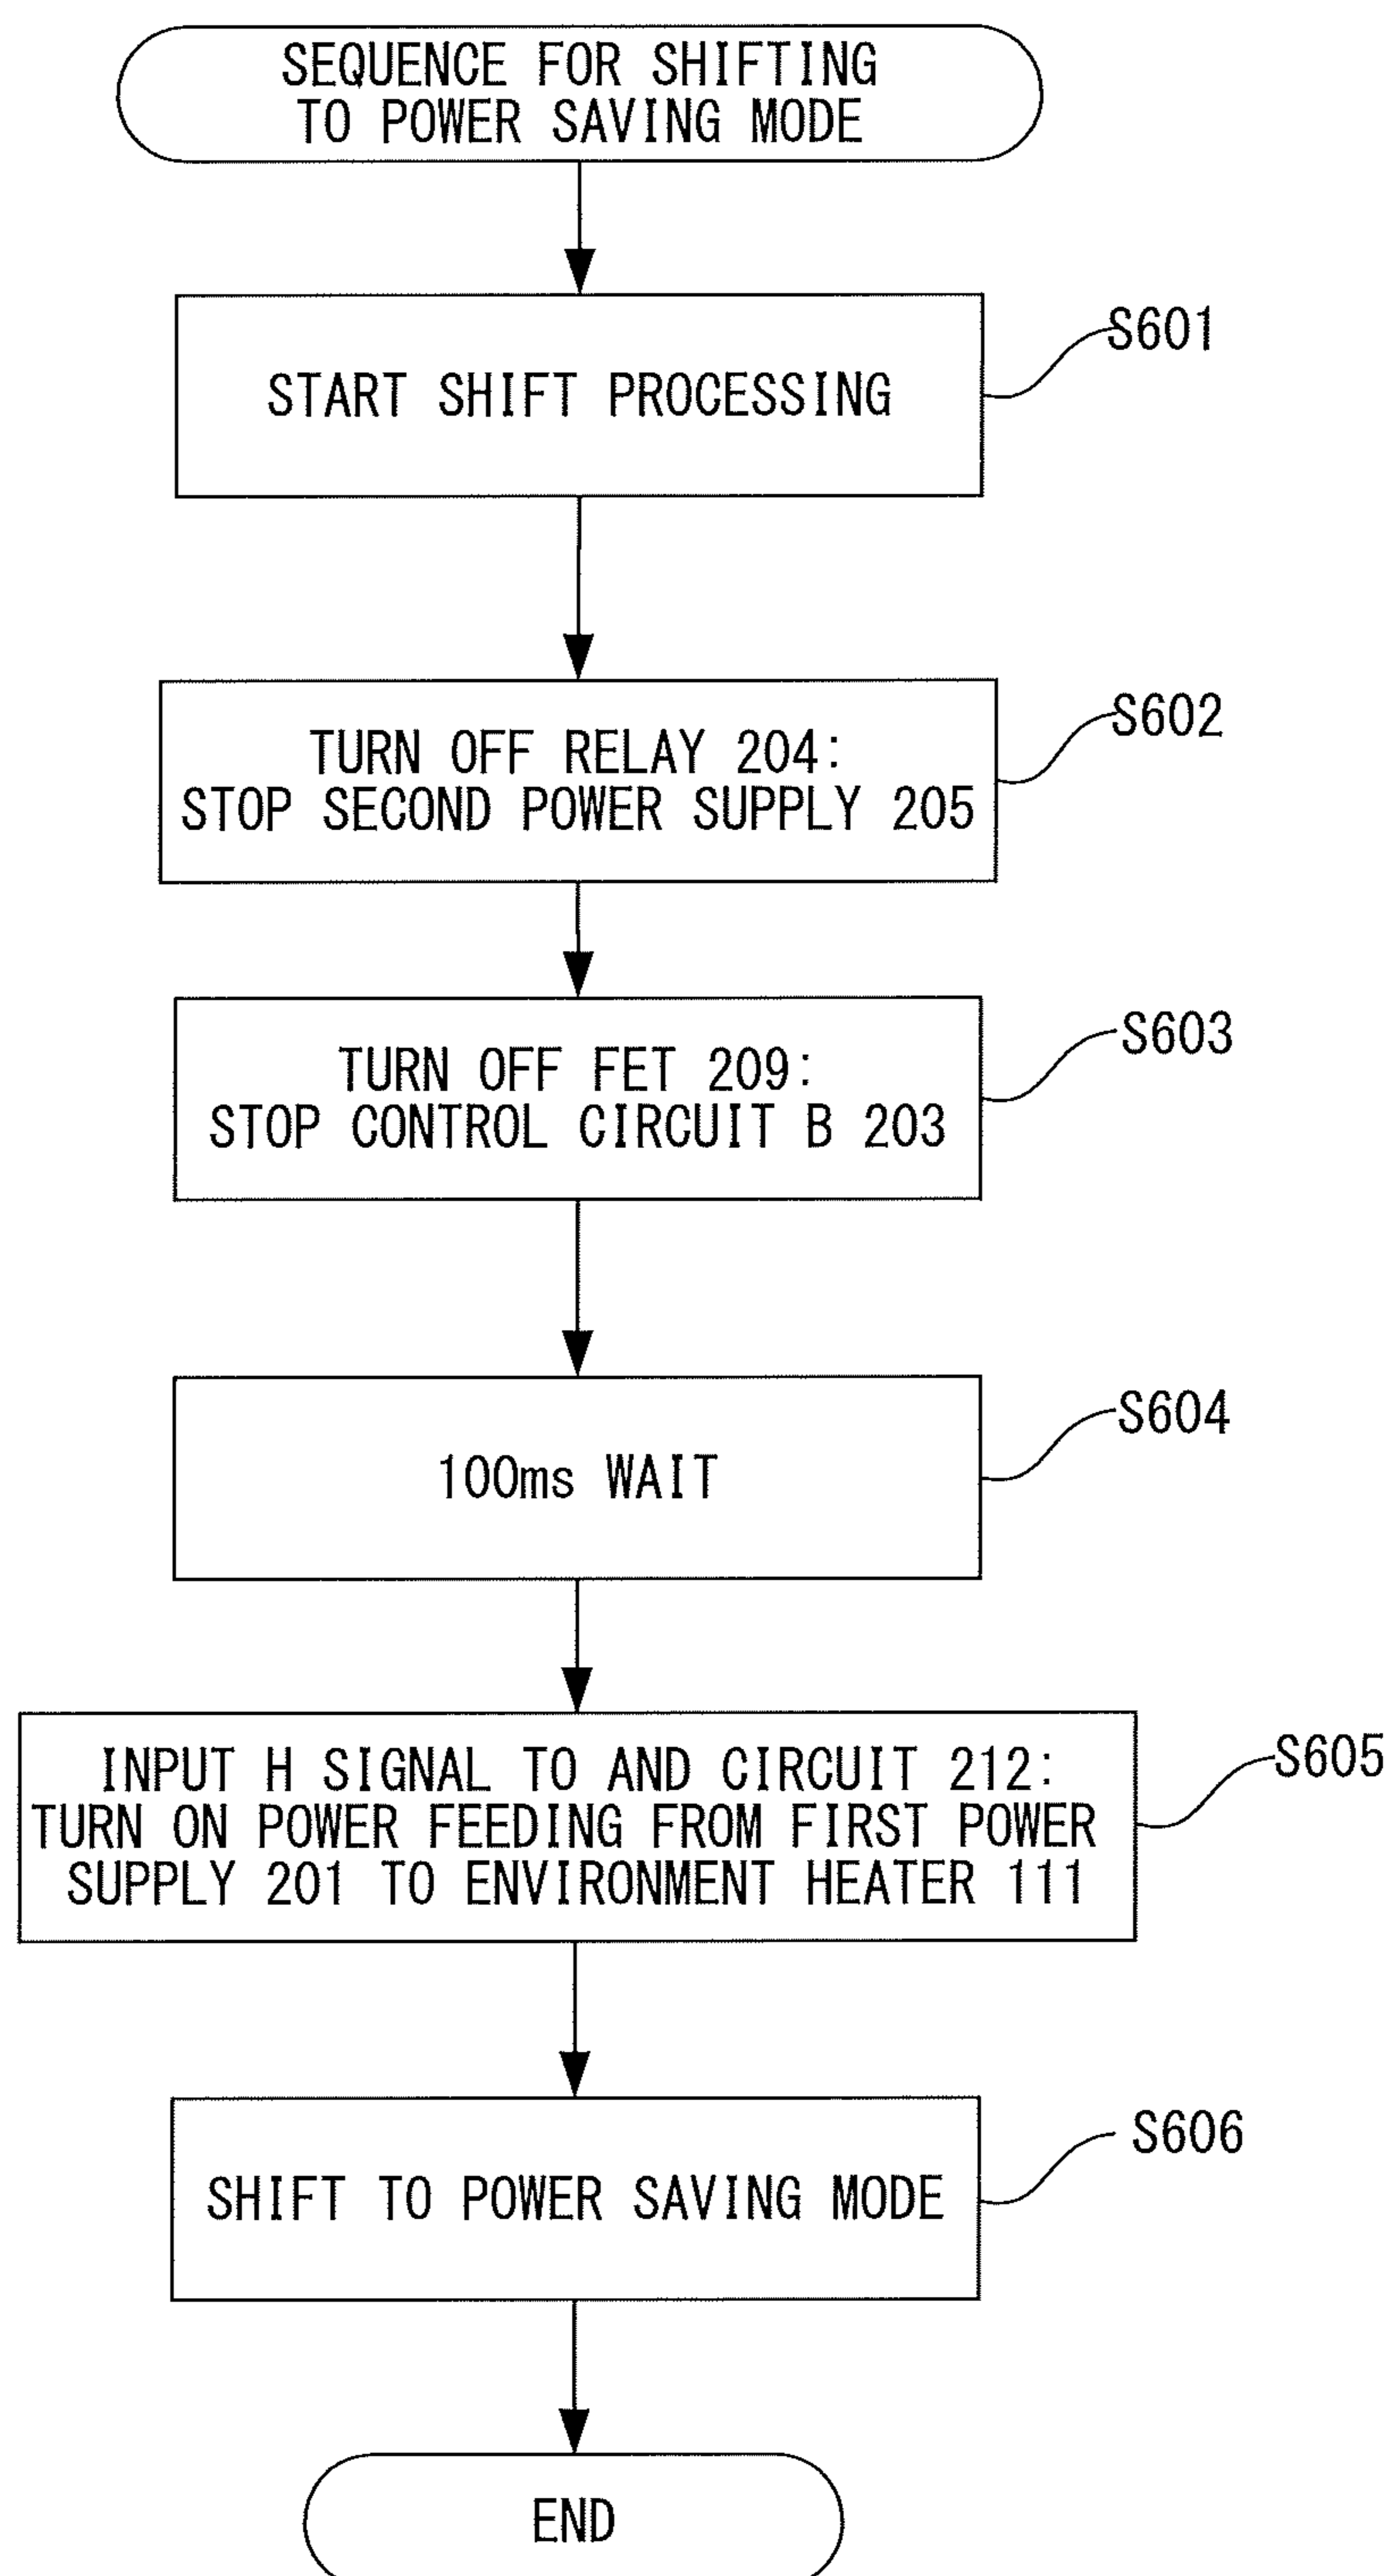 SEQUENCE FOR SHIFTING
TO POWER SAVING MODE
START SHIFT PROCESSING
S601
TURN OFF RELAY 204:
STOP SECOND POWER SUPPLY 205
S602
TURN OFF FET 209:
STOP CONTROL CIRCUIT B 203
S603
100ms WAIT
S604
INPUT H SIGNAL TO AND CIRCUIT 212:
TURN ON POWER FEEDING FROM FIRST POWER
SUPPLY 201 TO ENVIRONMENT HEATER 111
S605
SHIFT TO POWER SAVING MODE
S606
END